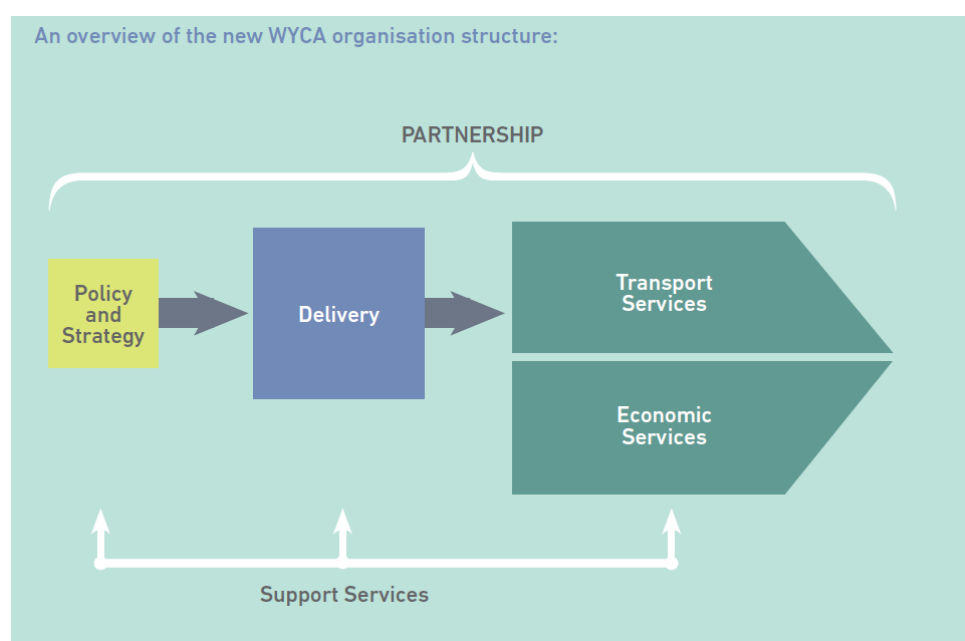 An overview of the new WYCA organisation structure:
PARTNERSHIP
Policy
and
Strategy
Delivery
Transport
Services
Economic
Services
Support Services